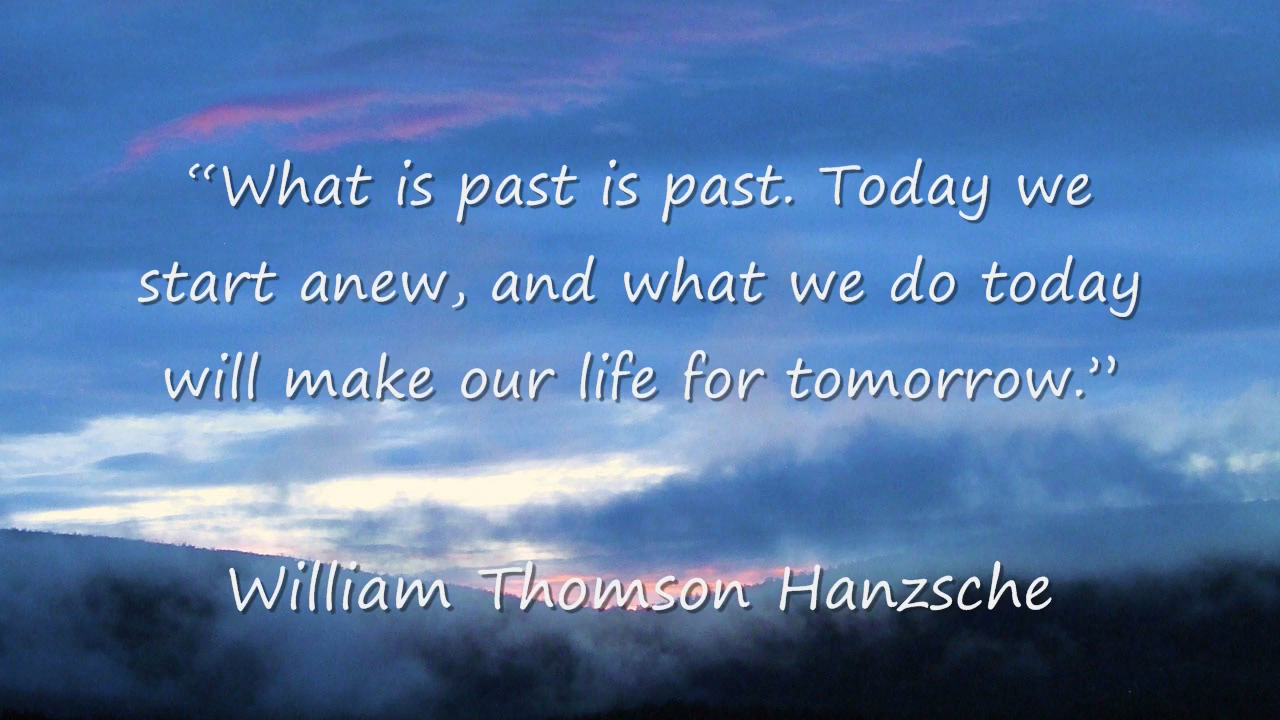 “What is past is past. Today we
start anew, and what we do today
will make our life for tomorrow.”
William Thomson Hanzsche